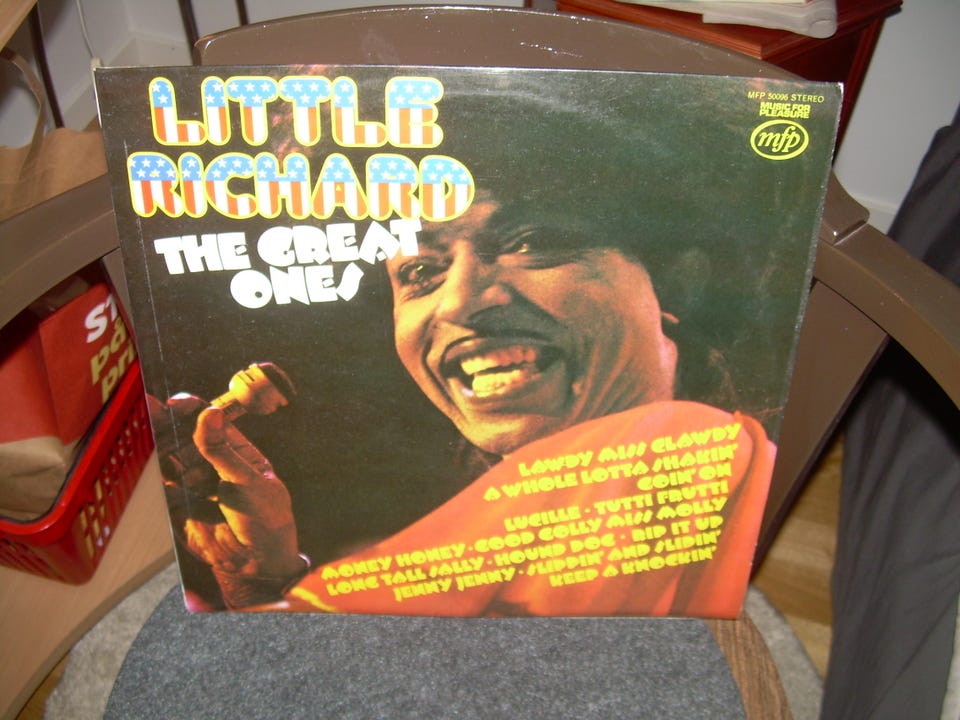 LITTLE
RICHARD
THE GREAT
ONES
MFP 50096 STEREO
MUSIC FOR
PLEASURE
mfp
LAWDY MISS CLAWDY
A WHOLE LOTTA SHAKIN'
GOIN' ON
LUCILLE · TUTTI FRUTTI
MONEY HONEY · GOOD GOLLY MISS MOLLY
LONG TALL SALLY · HOUND DOG · RIP IT UP
JENNY JENNY · SLIPPIN' AND SLIDIN'
KEEP A KNOCKIN'